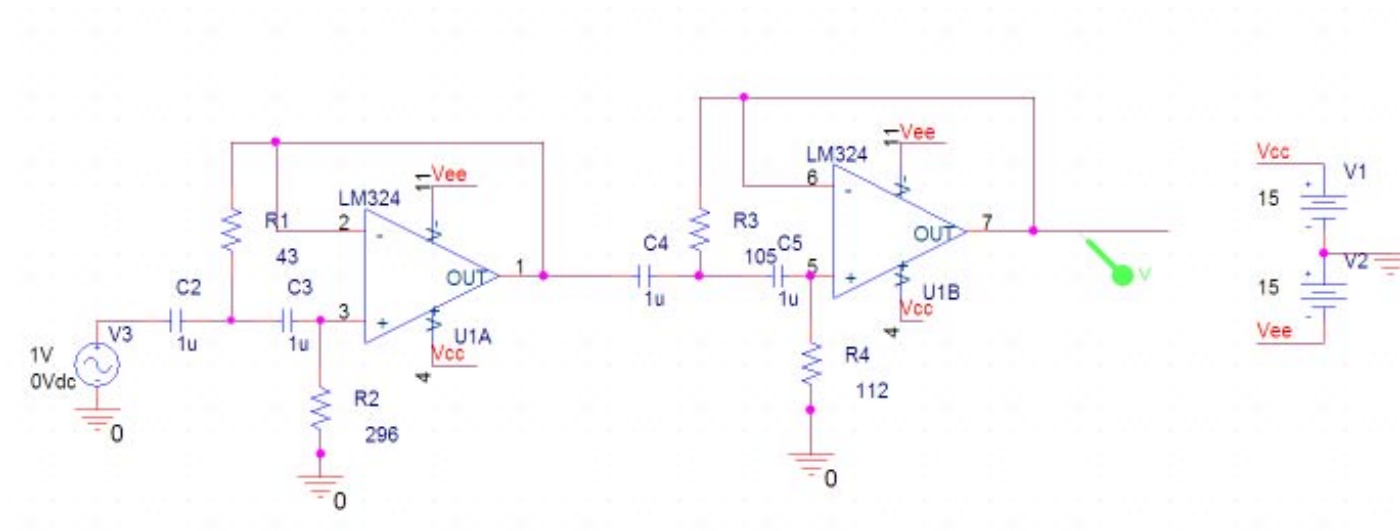 LM324
11
Vee
6
-
V-
R3
105
OUT
7
C4
1u
C5
1u
5
+
V+
U1B
Vcc
4
R4
112
0
LM324
11
Vee
2
-
V-
R1
43
OUT
1
C2
1u
C3
1u
3
+
V+
U1A
Vcc
4
V3
1V
0Vdc
0
R2
296
0
V
Vcc
V1
15
+
-
V2
15
+
-
Vee